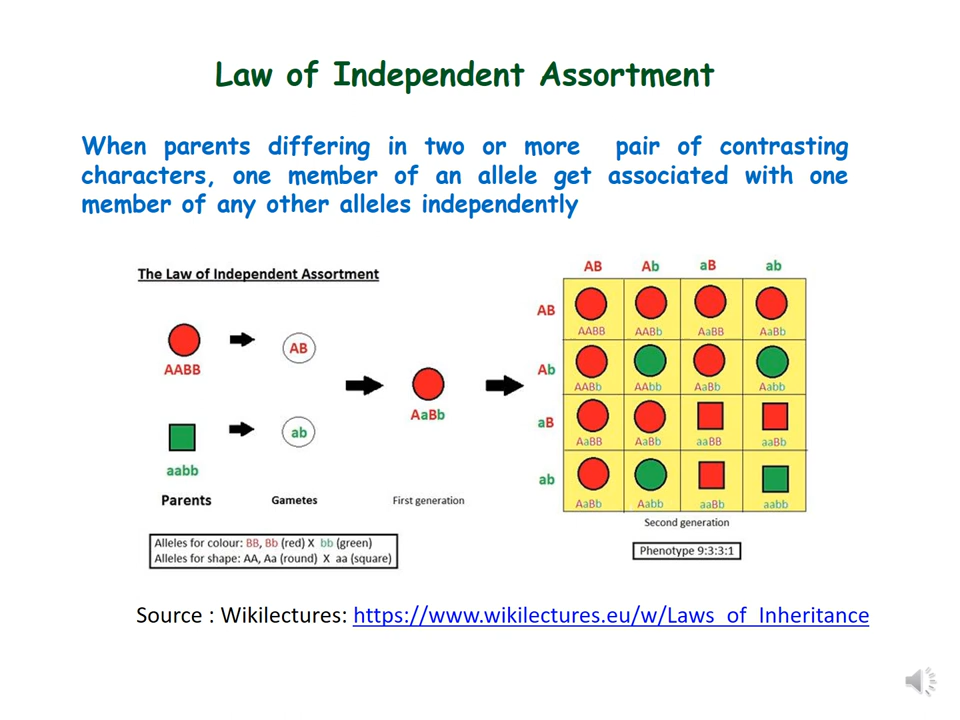 Law of Independent Assortment
When parents differing in two or more pair of contrasting
characters, one member of an allele get associated with one
member of any other alleles independently
The Law of Independent Assortment
AB Ab aB ab
AB
AABB AABb AaBB AaBb
Ab
AABb AAbb AaBb Aabb
aB
AaBB AaBb aaBB aaBb
ab
AaBb Aabb aaBb aabb
AABB
AB
AaBb
aabb
ab
Parents
Gametes
First generation
Second generation
Phenotype 9:3:3:1
Alleles for colour: BB, Bb (red) X bb (green)
Alleles for shape: AA, Aa (round) X aa (square)
Source : Wikilectures: https://www.wikilectures.eu/w/Laws_of_Inheritance